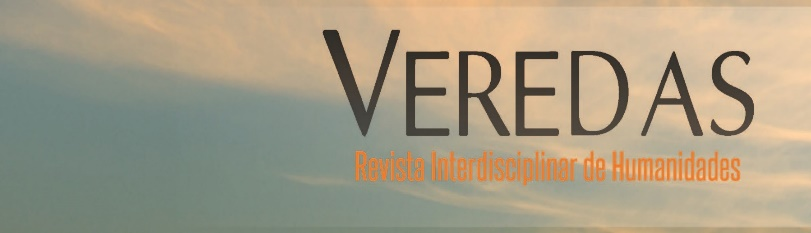 VEREDAS
Revista Interdisciplinar de Humanidades